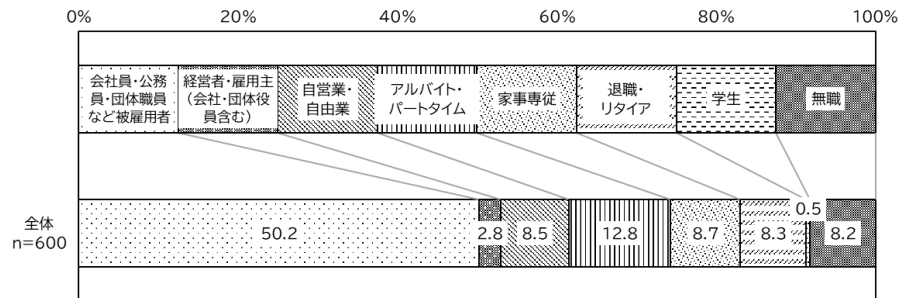 0% 20% 40% 60% 80% 100%
会社員・公務
員・団体職員
など被雇用者
経営者・雇用主
（会社・団体役
員含む）
自営業・
自由業
アルバイト・
パートタイム
家事専従
退職・
リタイア
学生
無職
全体
n=600
50.2 2.8 8.5 12.8 8.7 8.3 0.5 8.2